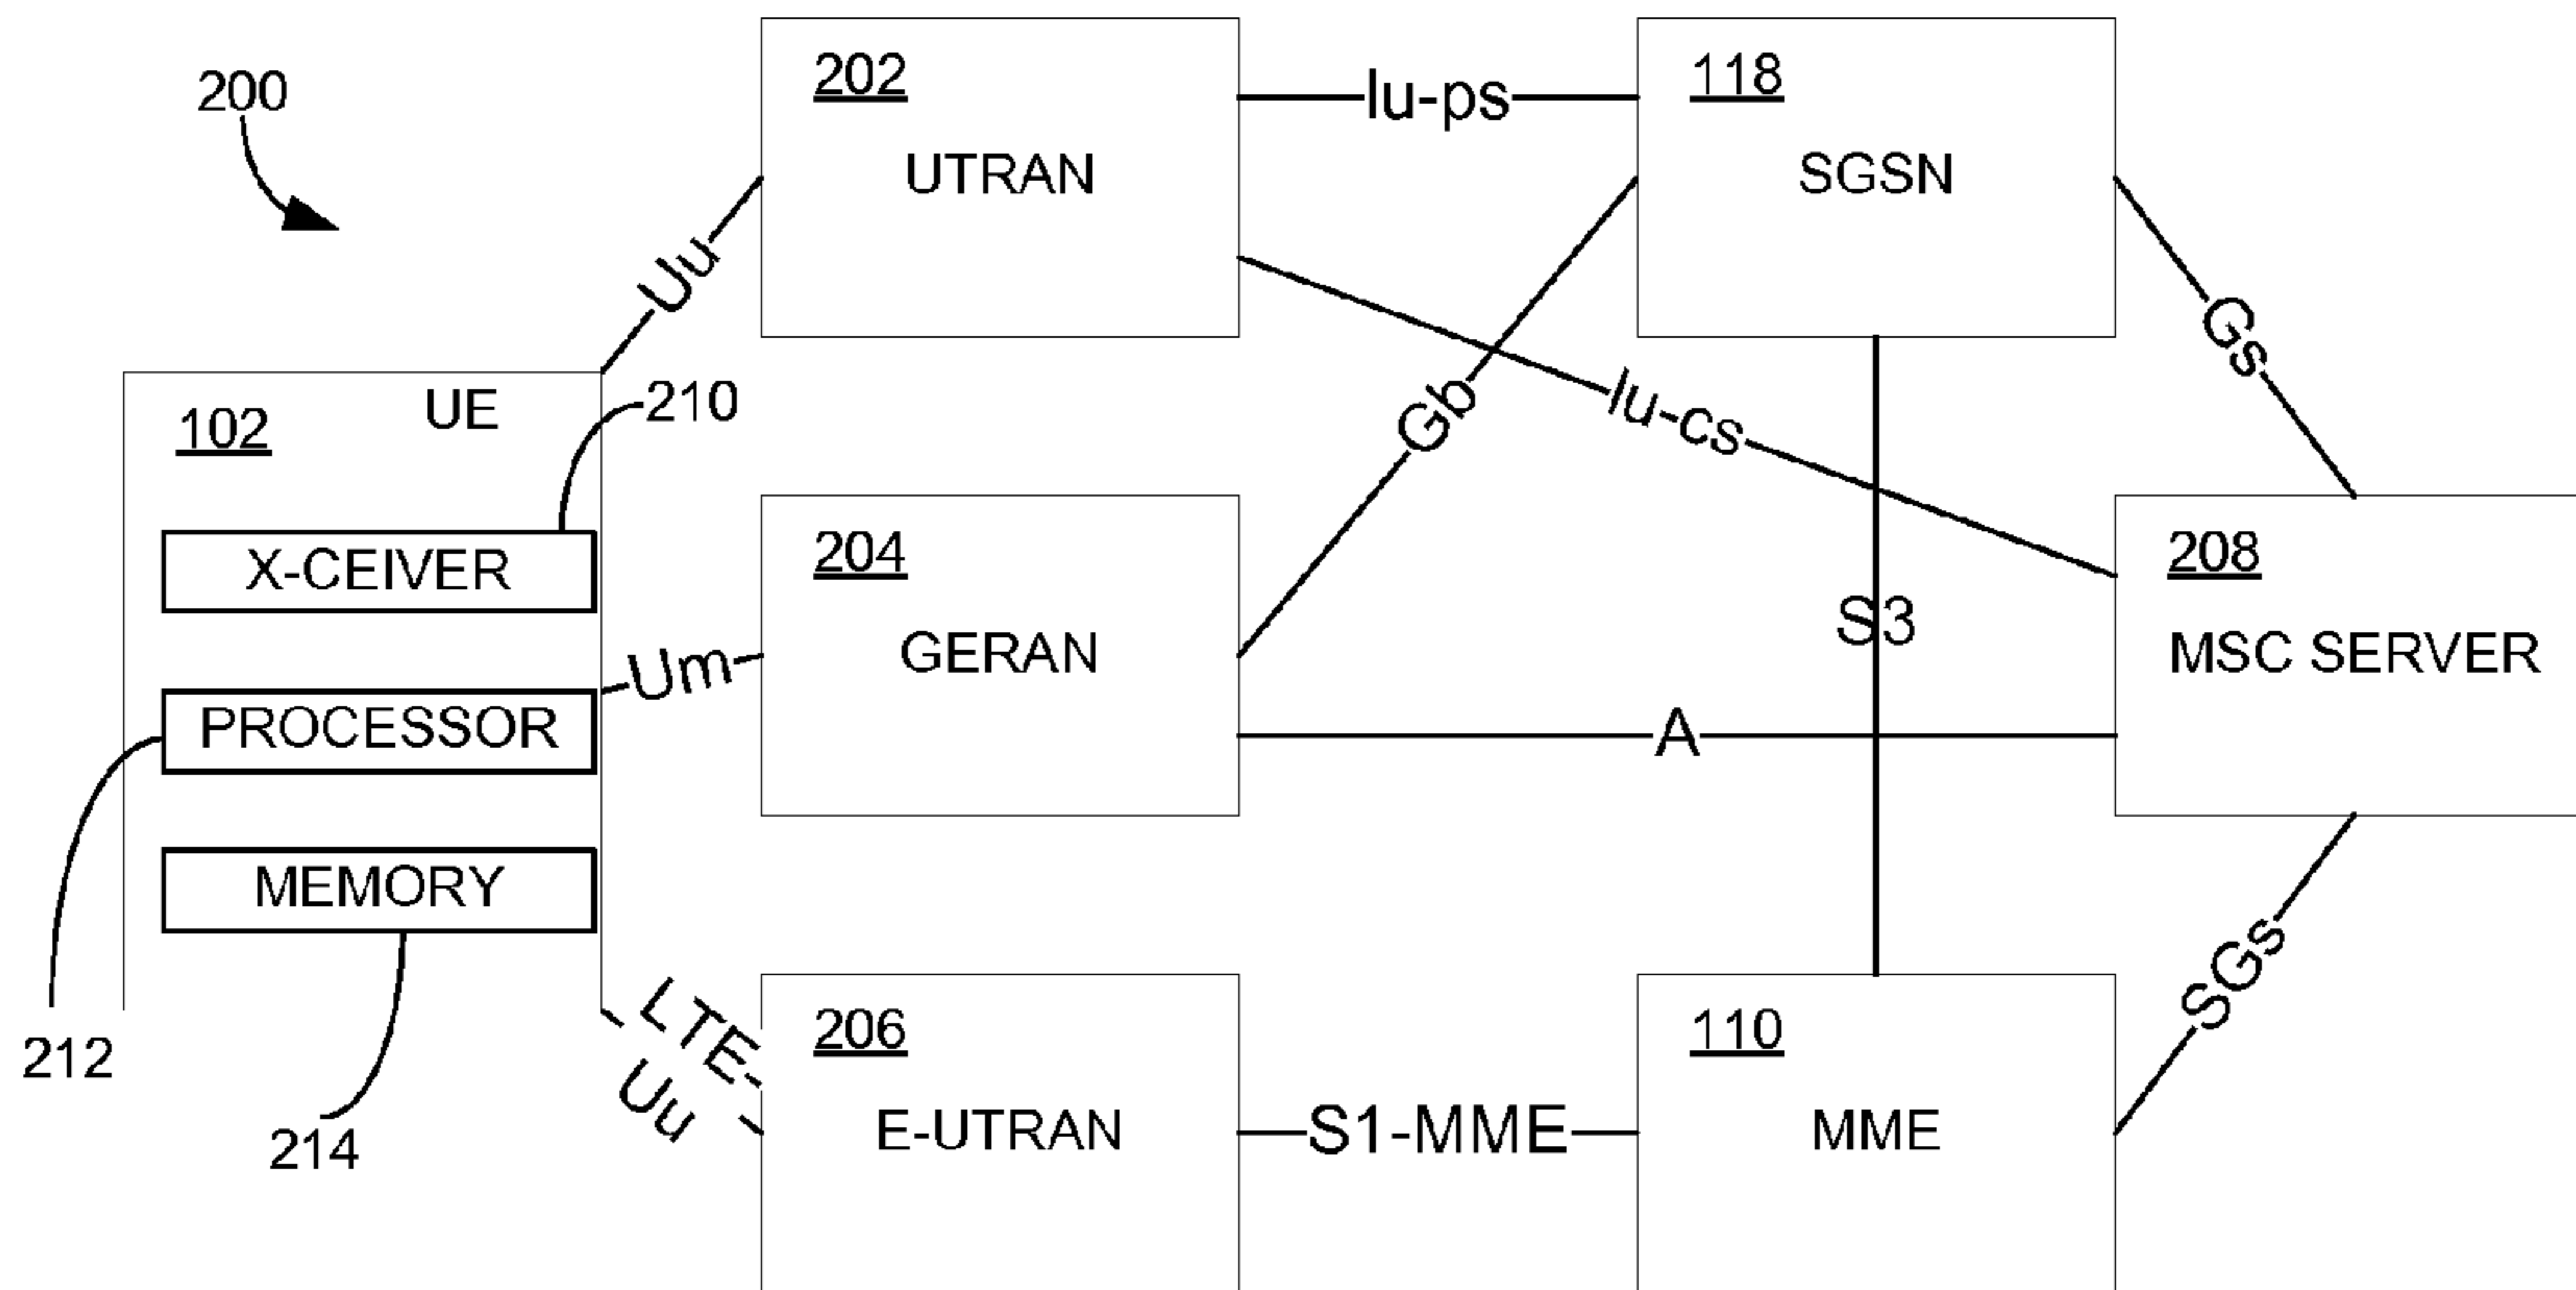 200
202
UTRAN
Iu-ps
118
SGSN
Uu
Gs
102
UE
210
Gb
Iu-cs
X-CEIVER
204
GERAN
S3
208
MSC SERVER
Um
PROCESSOR
A
MEMORY
LTE-
Uu
SGs
206
E-UTRAN
S1-MME
110
MME
212
214